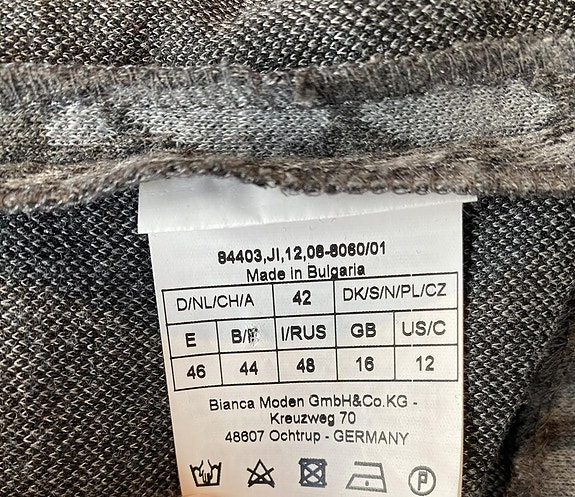 84403,JI,12,06-6060/01
Made in Bulgaria
D/NL/CH/A 42 DK/S/N/PL/CZ
E B/F I/RUS GB US/C
46 44 48 16 12
Bianca Moden GmbH&Co.KG -
Kreuzweg 70
48607 Ochtrup - GERMANY
P